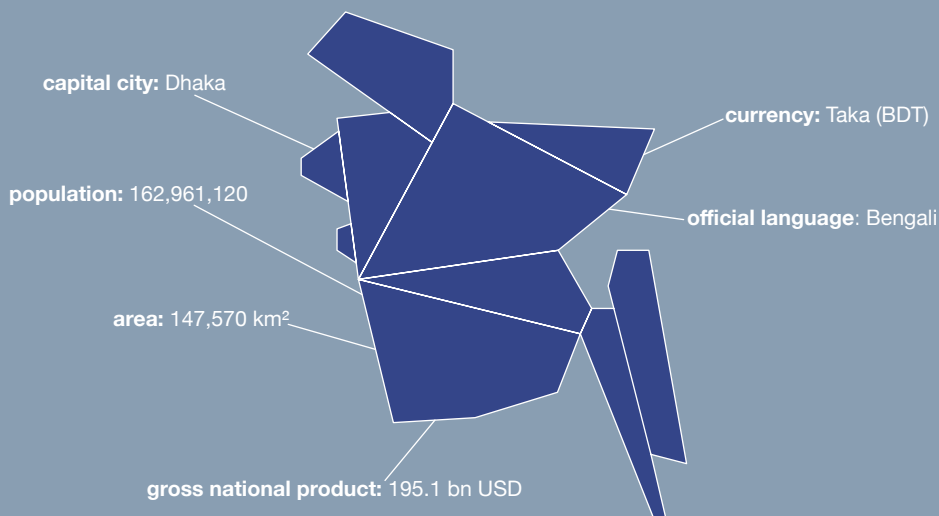 capital city: Dhaka
currency: Taka (BDT)
population: 162,961,120
official language: Bengali
area: 147,570 km²
gross national product: 195.1 bn USD